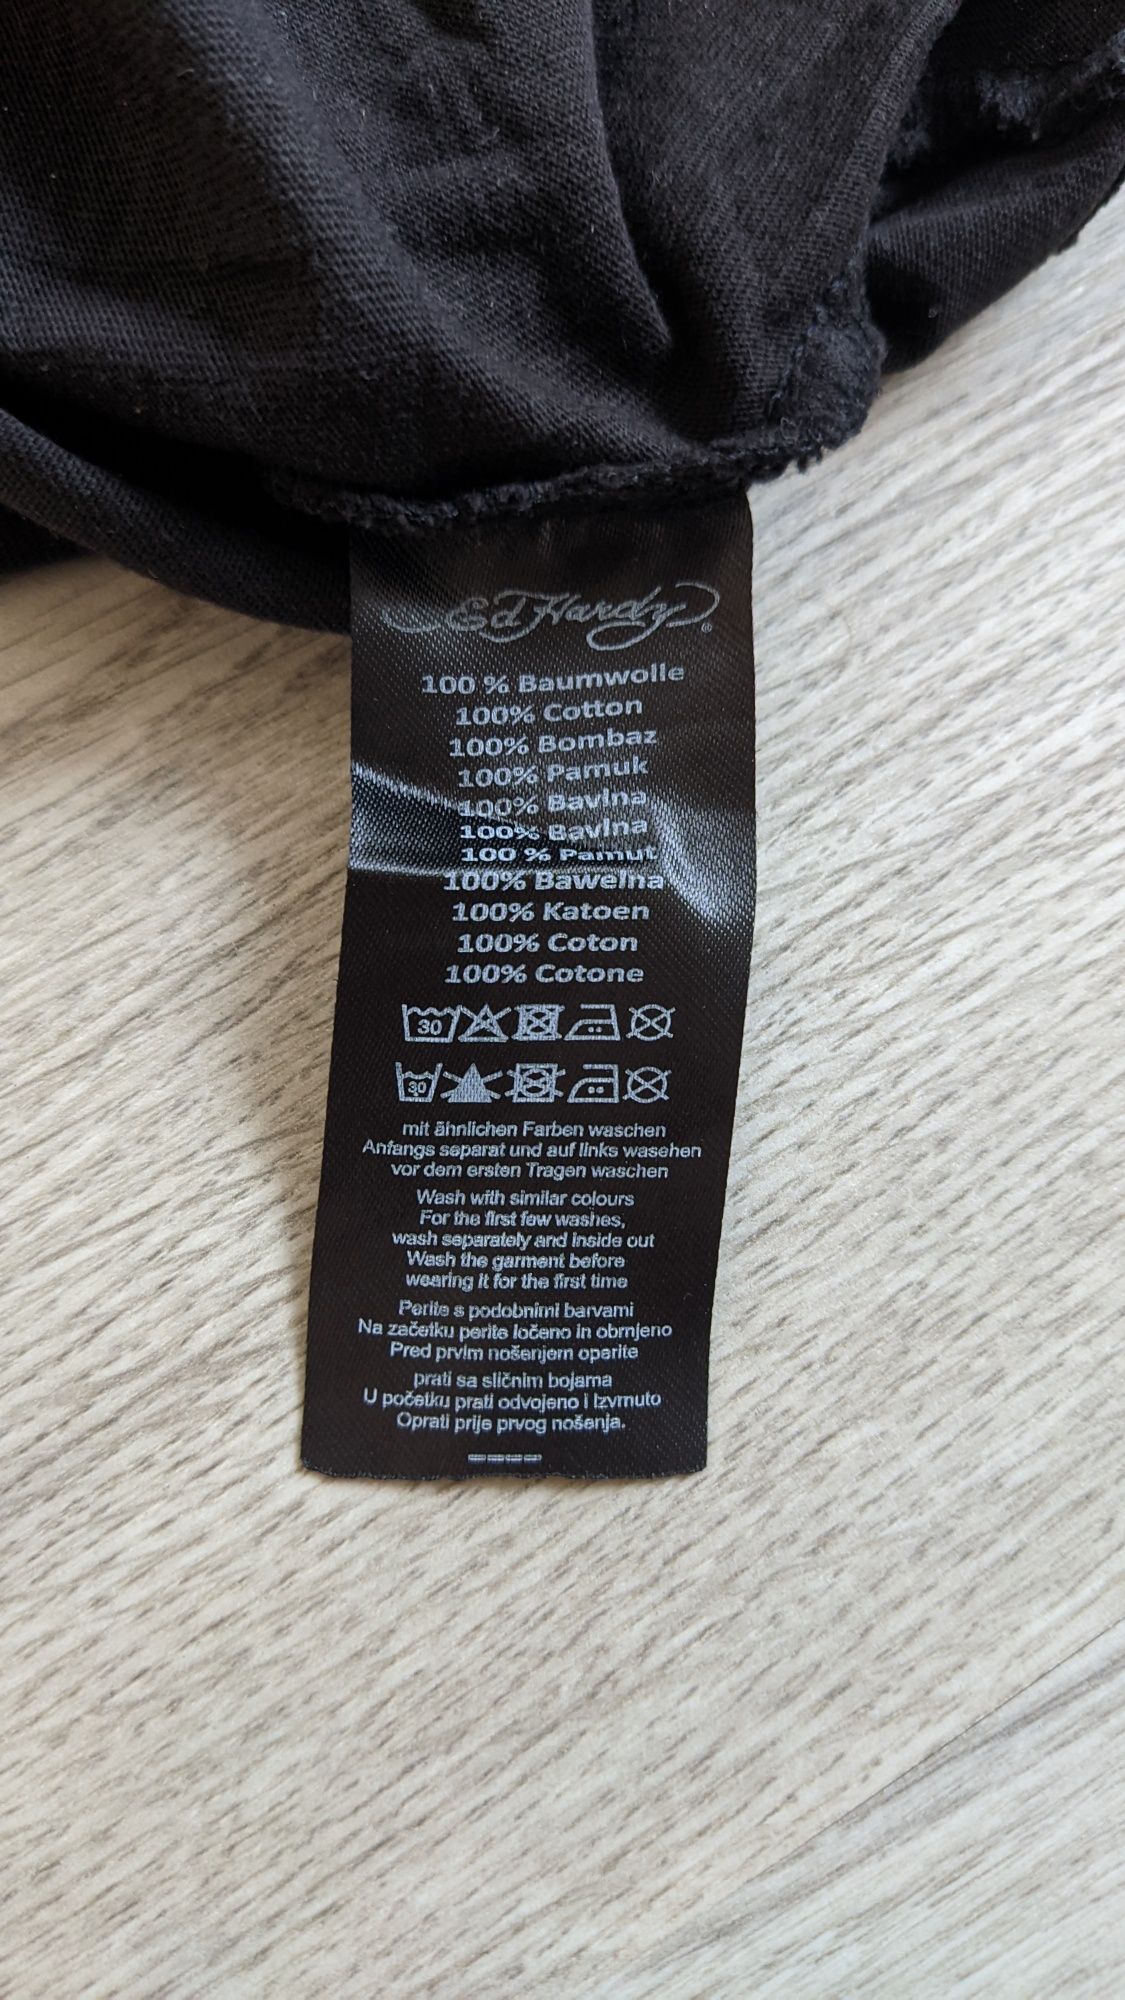 Ed Hardy®
100 % Baumwolle
100% Cotton
100% Bombaz
100% Pamuk
100% Bavlna
100% Bavlna
100 % Pamut
100% Bawełna
100% Katoen
100% Coton
100% Cotone
30
30
mit ähnlichen Farben waschen
Anfangs separat und auf links wasehen
vor dem ersten Tragen waschen
Wash with similar colours
For the first few washes,
wash separately and inside out
Wash the garment before
wearing it for the first time
Perite s podobnimi barvami
Na začetku perite ločeno in obrnjeno
Pred prvim nošenjem operite
prati sa sličnim bojama
U početku prati odvojeno i izvrnuto
Oprati prije prvog nošenja.